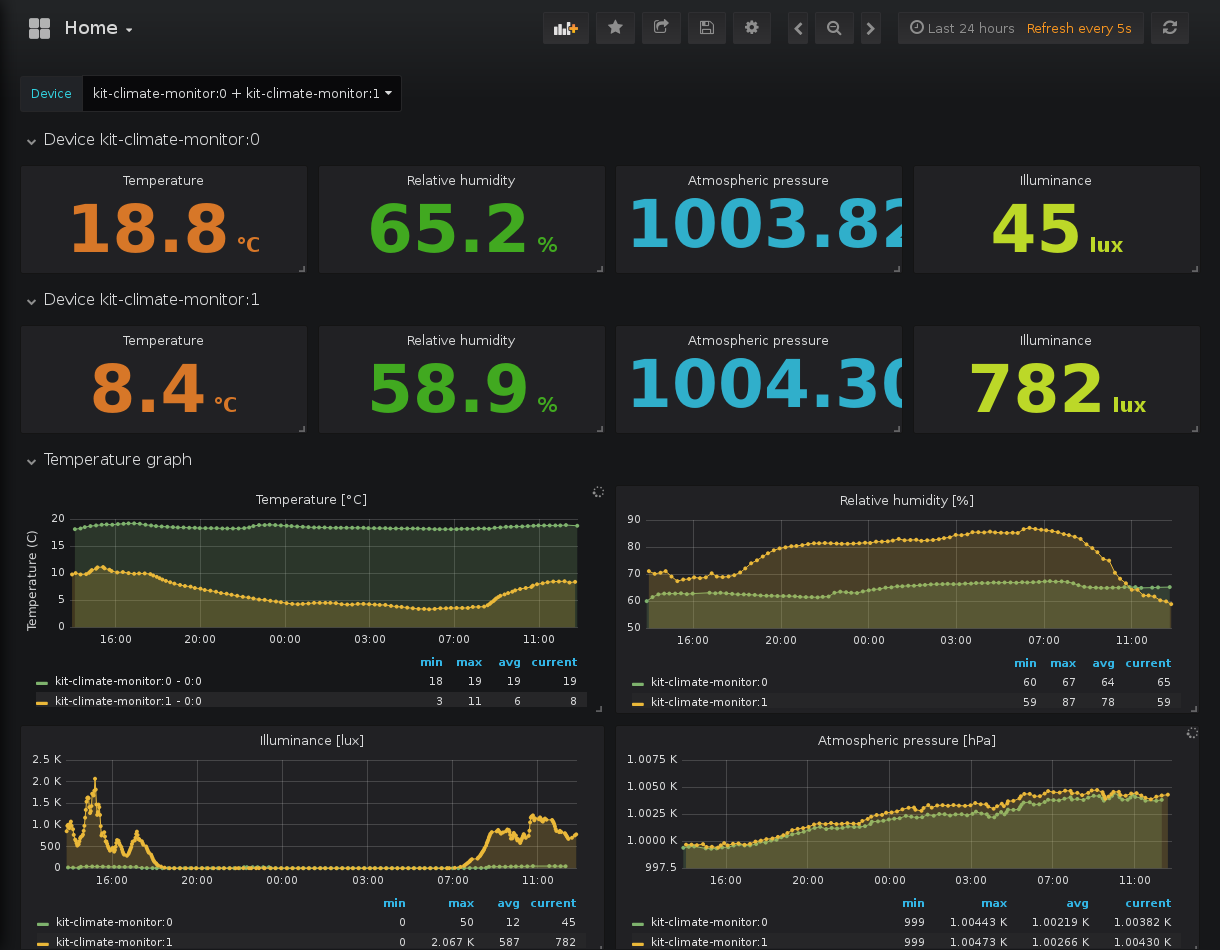 Home
Last 24 hours Refresh every 5s
Device kit-climate-monitor:0 + kit-climate-monitor:1
Device kit-climate-monitor:0
Temperature Relative humidity Atmospheric pressure Illuminance
18.8 °C 65.2 % 1003.82 45 lux
Device kit-climate-monitor:1
Temperature Relative humidity Atmospheric pressure Illuminance
8.4 °C 58.9 % 1004.30 782 lux
Temperature graph
Temperature [°C]
Temperature (C)
20
15
10
5
0
16:00 20:00 00:00 03:00 07:00 11:00
min max avg current
kit-climate-monitor:0 - 0:0 18 19 19 19
kit-climate-monitor:1 - 0:0 3 11 6 8
Relative humidity [%]
90
80
70
60
50
16:00 20:00 00:00 03:00 07:00 11:00
min max avg current
kit-climate-monitor:0 60 67 64 65
kit-climate-monitor:1 59 87 78 59
Illuminance [lux]
2.5 K
2.0 K
1.5 K
1.0 K
500
0
16:00 20:00 00:00 03:00 07:00 11:00
min max avg current
kit-climate-monitor:0 0 50 12 45
kit-climate-monitor:1 0 2.067 K 587 782
Atmospheric pressure [hPa]
1.0075 K
1.0050 K
1.0025 K
1.0000 K
997.5
16:00 20:00 00:00 03:00 07:00 11:00
min max avg current
kit-climate-monitor:0 999 1.00443 K 1.00219 K 1.00382 K
kit-climate-monitor:1 999 1.00473 K 1.00266 K 1.00430 K